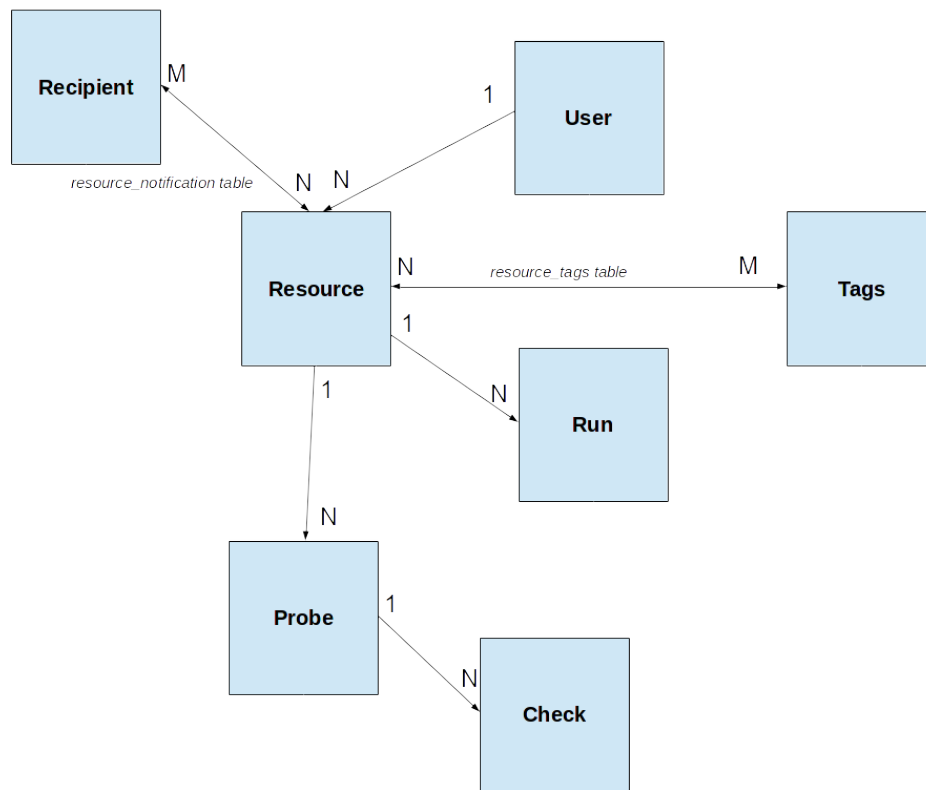 Recipient
M
User
1
resource_notification table
N
N
Resource
N
resource_tags table
M
Tags
1
1
N
Run
N
Probe
1
N
Check